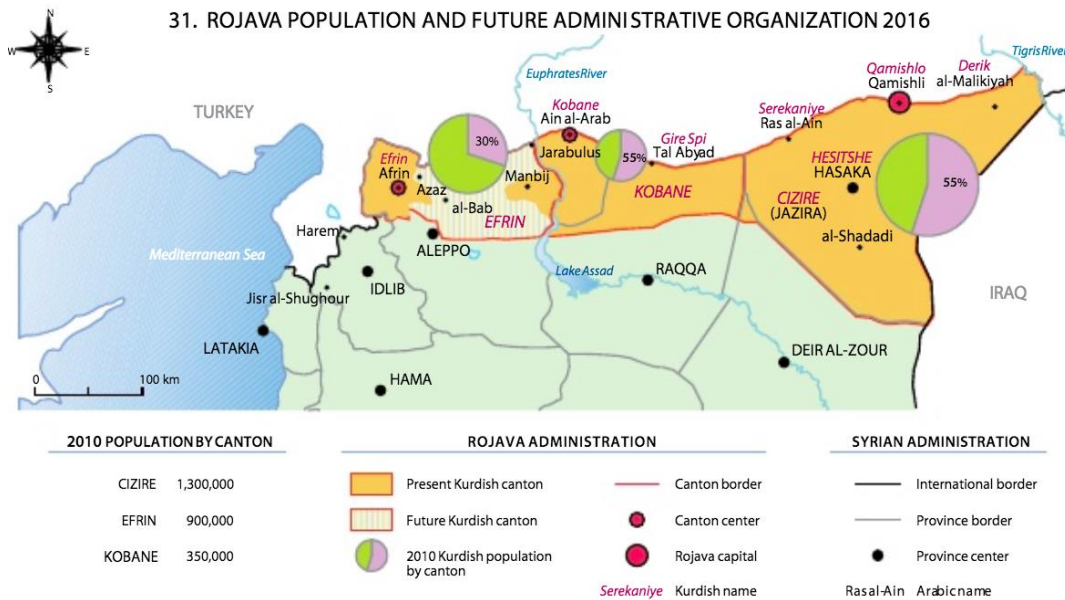 31. ROJAVA POPULATION AND FUTURE ADMINISTRATIVE ORGANIZATION 2016
N
W
E
S
TURKEY
Euphrates River
Tigris River
Kobane
Ain al-Arab
Jarabulus
Qamishlo
Qamishli
Derik
al-Malikiyah
Serekaniye
Ras al-Ain
Gire Spi
Tal Abyad
30%
55%
Efrin
Afrin
Azaz
Manbij
al-Bab
EFRIN
KOBANE
HESITSHE
HASAKA
CIZIRE
(JAZIRA)
55%
al-Shadadi
Harem
ALEPPO
Mediterranean Sea
Lake Assad
RAQQA
IDLIB
Jisr al-Shughour
IRAQ
LATAKIA
DEIR AL-ZOUR
HAMA
0 100 km
2010 POPULATION BY CANTON
CIZIRE 1,300,000
EFRIN 900,000
KOBANE 350,000
ROJAVA ADMINISTRATION
Present Kurdish canton
Future Kurdish canton
2010 Kurdish population
by canton
Canton border
Canton center
Rojava capital
Serekaniye Kurdish name
SYRIAN ADMINISTRATION
International border
Province border
Province center
Ras al-Ain Arabic name